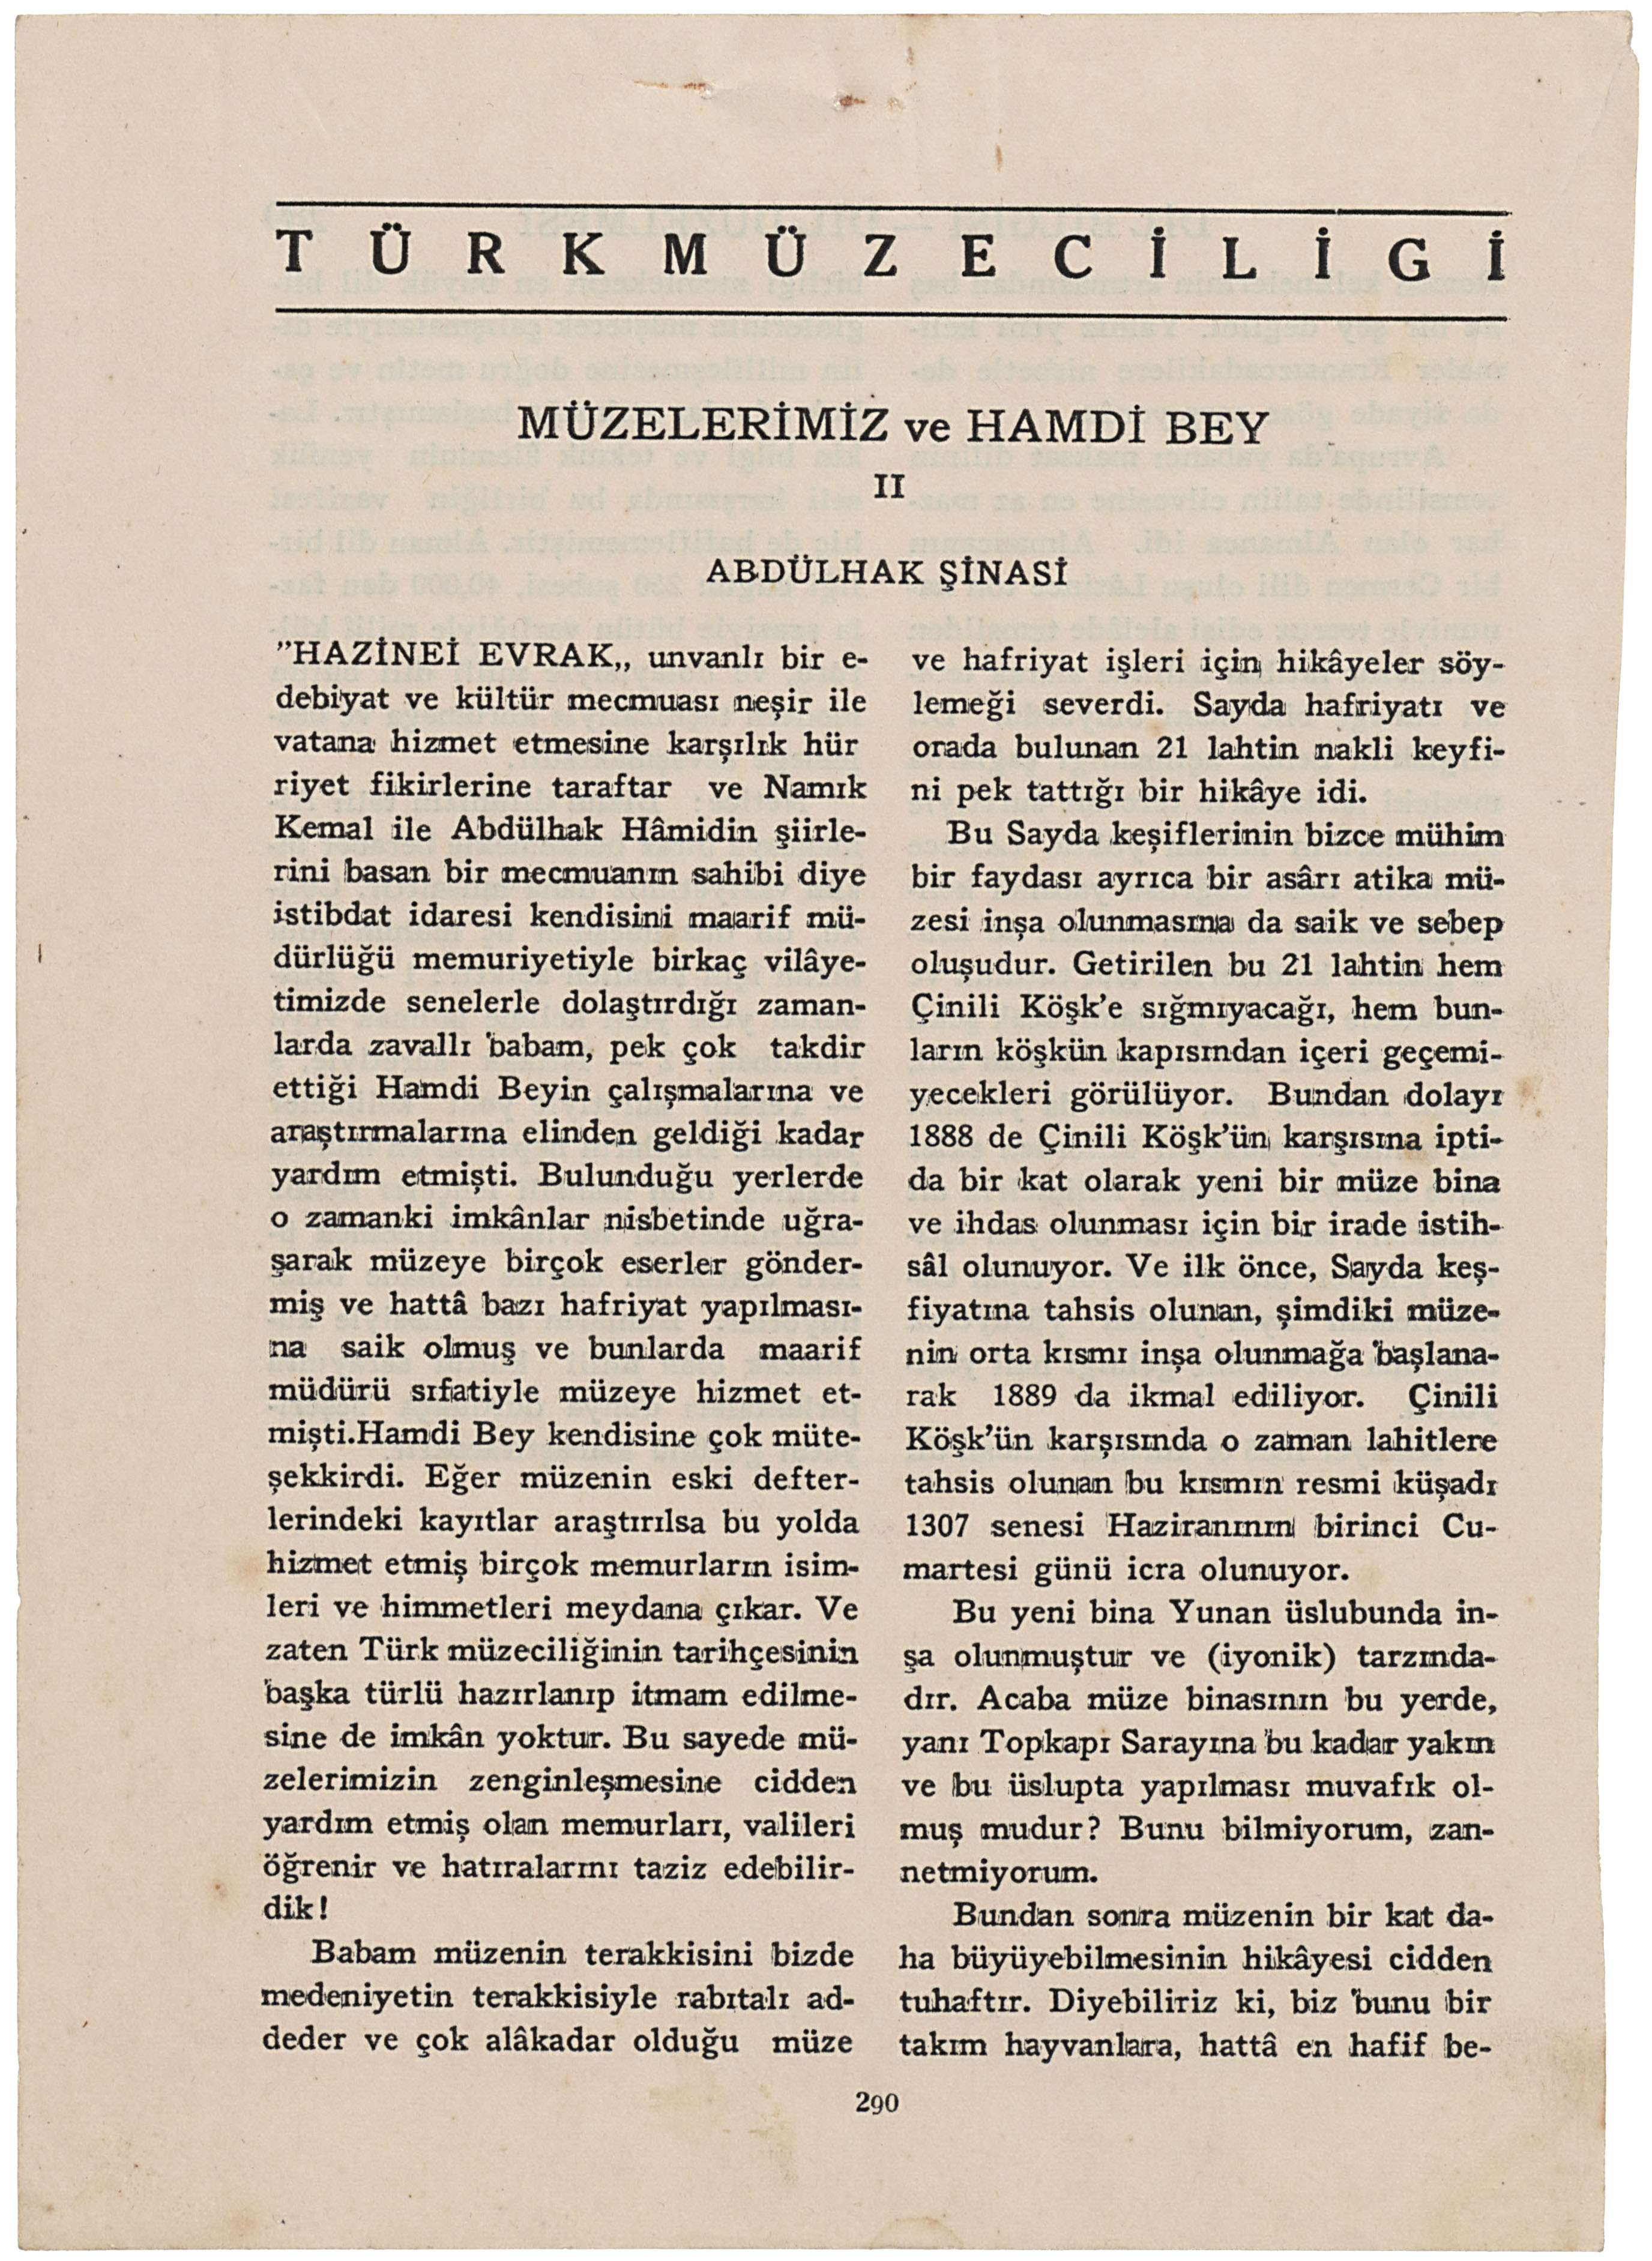 T Ü R K M Ü Z E C İ L İ G İ
MÜZELERİMİZ ve HAMDİ BEY
II
ABDÜLHAK ŞİNASİ
”HAZİNEİ EVRAK„ unvanlı bir e-
debiyat ve kültür mecmuası neşir ile
vatana hizmet etmesine karşılık hür
riyet fikirlerine taraftar ve Namık
Kemal ile Abdülhak Hâmidin şiirle-
rini basan bir mecmuanın sahibi diye
istibdat idaresi kendisini maarif mü-
dürlüğü memuriyetiyle birkaç vilâye-
timizde senelerle dolaştırdığı zaman-
larda zavallı babam, pek çok takdir
ettiği Hamdi Beyin çalışmalarına ve
araştırmalarına elinden geldiği kadar
yardım etmişti. Bulunduğu yerlerde
o zamanki imkânlar nisbetinde uğra-
şarak müzeye birçok eserler gönder-
miş ve hattâ bazı hafriyat yapılması-
na saik olmuş ve bunlarda maarif
müdürü sıfatiyle müzeye hizmet et-
mişti.Hamdi Bey kendisine çok müte-
şekkirdi. Eğer müzenin eski defter-
lerindeki kayıtlar araştırılsa bu yolda
hizmet etmiş birçok memurların isim-
leri ve himmetleri meydana çıkar. Ve
zaten Türk müzeciliğinin tarihçesinin
başka türlü hazırlanıp itmam edilme-
sine de imkân yoktur. Bu sayede mü-
zelerimizin zenginleşmesine cidden
yardım etmiş olan memurları, valileri
öğrenir ve hatıralarını taziz edebilir-
dik!
Babam müzenin terakkisini bizde
medeniyetin terakkisiyle rabıtalı ad-
deder ve çok alâkadar olduğu müze
ve hafriyat işleri için hikâyeler söy-
lemeği severdi. Sayda hafriyatı ve
orada bulunan 21 lahtin nakli keyfi-
ni pek tattığı bir hikâye idi.
Bu Sayda keşiflerinin bizce mühim
bir faydası ayrıca bir asârı atika mü-
zesi inşa olunmasına da saik ve sebep
oluşudur. Getirilen bu 21 lahtin hem
Çinili Köşk’e sığmıyacağı, hem bun-
ların köşkün kapısından içeri geçemi-
yecekleri görülüyor. Bundan dolayı
1888 de Çinili Köşk’ün karşısına ipti-
da bir kat olarak yeni bir müze bina
ve ihdas olunması için bir irade istih-
sâl olunuyor. Ve ilk önce, Sayda keş-
fiyatına tahsis olunan, şimdiki müze-
nin orta kısmı inşa olunmağa başlana-
rak 1889 da ikmal ediliyor. Çinili
Köşk’ün karşısında o zaman lahitlere
tahsis olunan bu kısmın resmi küşadı
1307 senesi Haziranının birinci Cu-
martesi günü icra olunuyor.
Bu yeni bina Yunan üslubunda in-
şa olunmuştur ve (iyonik) tarzında-
dır. Acaba müze binasının bu yerde,
yanı Topkapı Sarayına bu kadar yakın
ve bu üslupta yapılması muvafık ol-
muş mudur? Bunu bilmiyorum, zan-
netmiyorum.
Bundan sonra müzenin bir kat da-
ha büyüyebilmesinin hikâyesi cidden
tuhaftır. Diyebiliriz ki, biz bunu bir
takım hayvanlara, hattâ en hafif be-
290